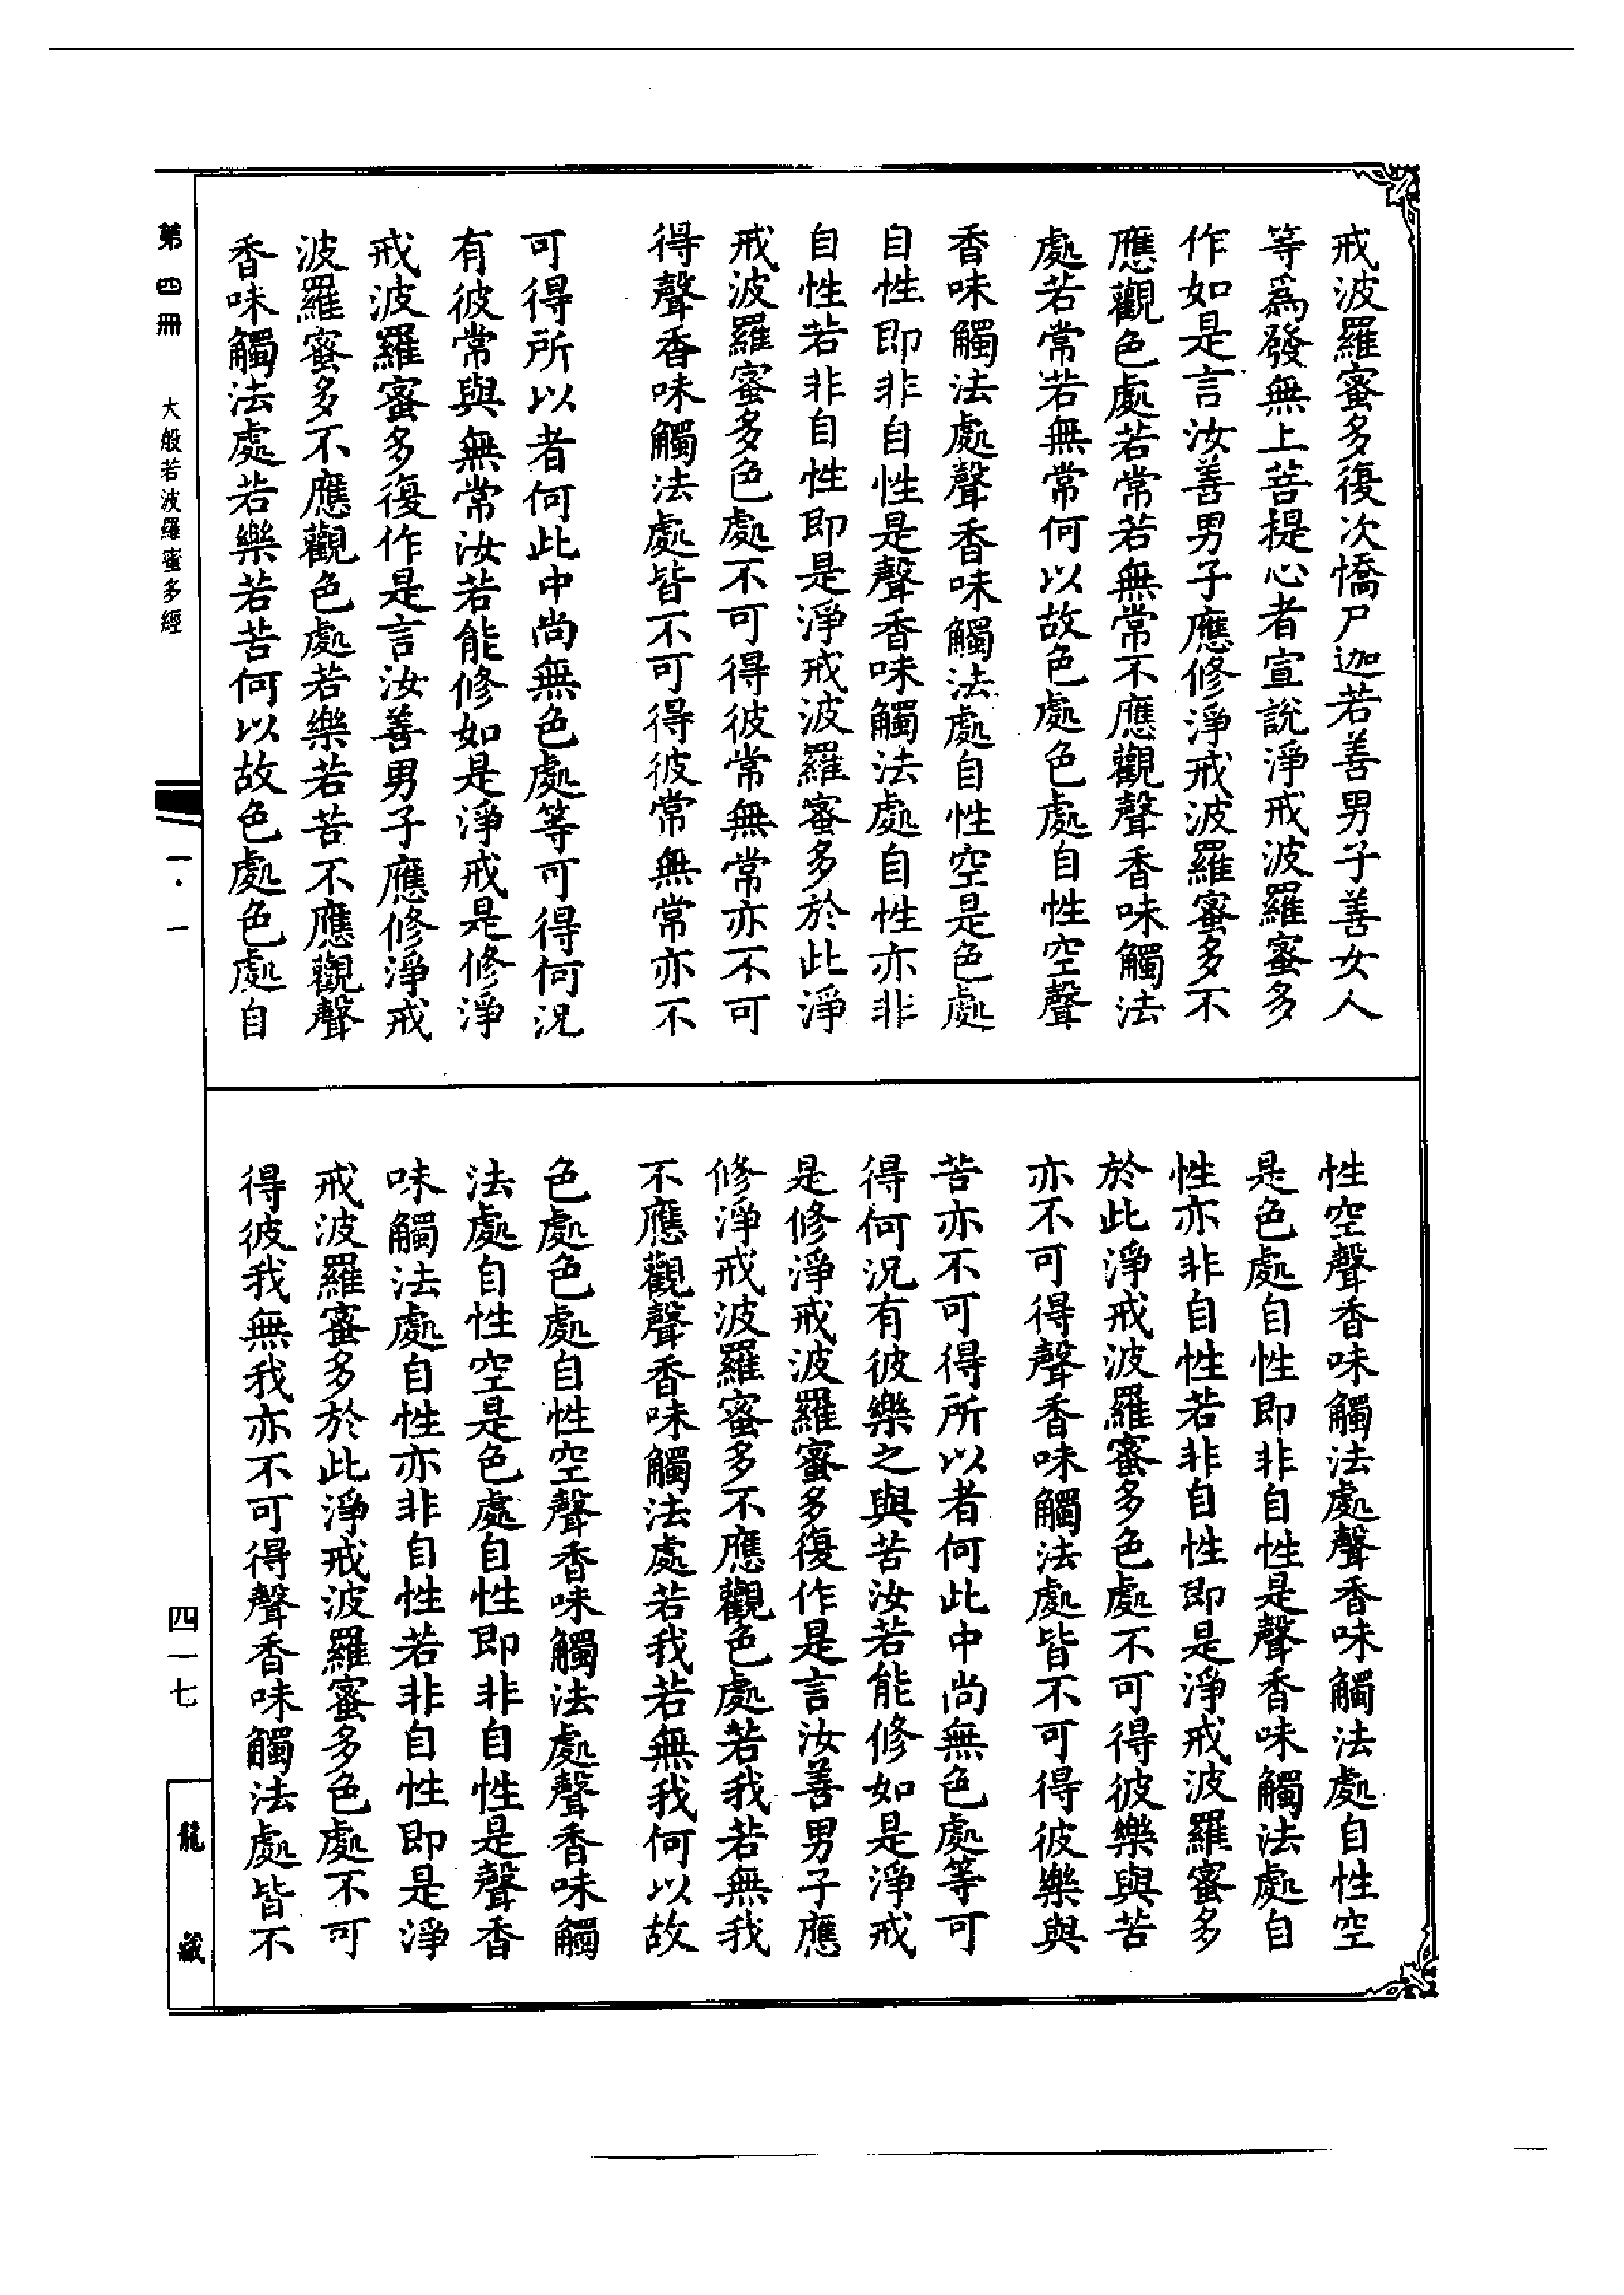 戒波羅蜜多復次憍尸迦若善男子善女人
等爲發無上菩提心者宣說淨戒波羅蜜多
作如是言汝善男子應修淨戒波羅蜜多不
應觀色處若常若無常不應觀聲香味觸法
處若常若無常何以故色處色處自性空聲
香味觸法處聲香味觸法處自性空是色處
自性即非自性是聲香味觸法處自性亦非
自性若非自性即是淨戒波羅蜜多於此淨
戒波羅蜜多色處不可得彼常無常亦不可
得聲香味觸法處皆不可得彼常無常亦不
可得所以者何此中尚無色處等可得何況
有彼常與無常汝若能修如是淨戒是修淨
戒波羅蜜多復作是言汝善男子應修淨戒
波羅蜜多不應觀色處若樂若苦不應觀聲
香味觸法處若樂若苦何以故色處色處自
性空聲香味觸法處聲香味觸法處自性空
是色處自性即非自性是聲香味觸法處自
性亦非自性若非自性即是淨戒波羅蜜多
於此淨戒波羅蜜多色處不可得彼樂與苦
亦不可得聲香味觸法處皆不可得彼樂與
苦亦不可得所以者何此中尚無色處等可
得何況有彼樂之與苦汝若能修如是淨戒
是修淨戒波羅蜜多復作是言汝善男子應
修淨戒波羅蜜多不應觀色處若我若無我
不應觀聲香味觸法處若我若無我何以故
色處色處自性空聲香味觸法處聲香味觸
法處自性空是色處自性即非自性是聲香
味觸法處自性亦非自性若非自性即是淨
戒波羅蜜多於此淨戒波羅蜜多色處不可
得彼我無我亦不可得聲香味觸法處皆不
第四冊 大般若波羅蜜多經 一·一
四一七
龍藏